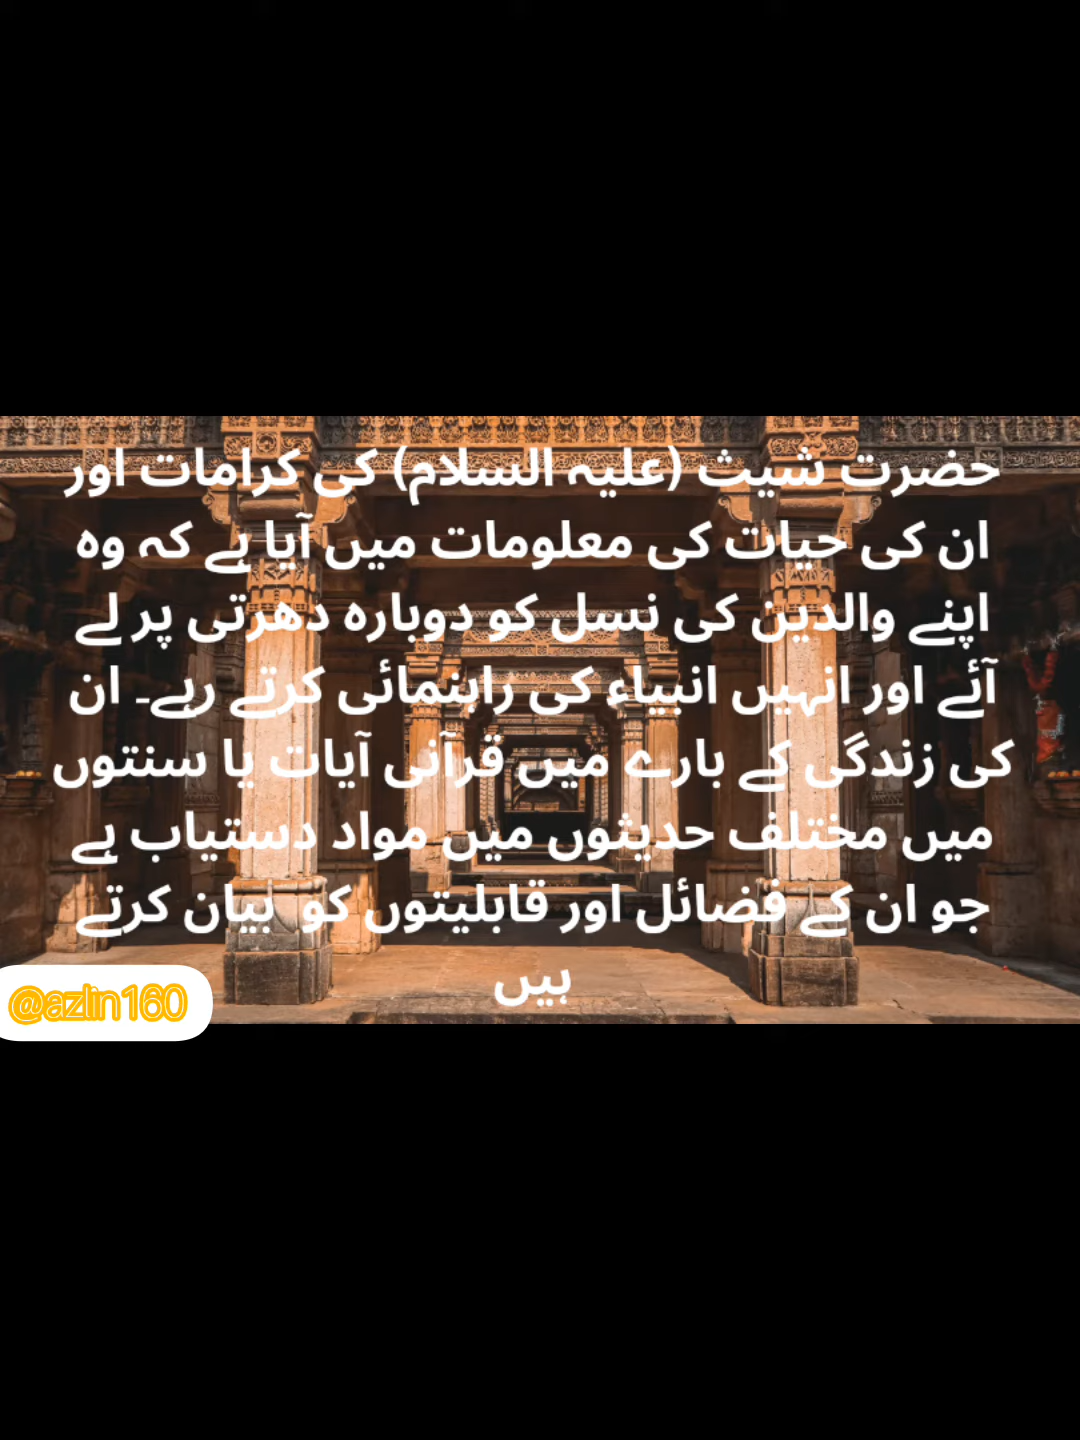 حضرت شیث (علیہ السلام) کی کرامات اور
ان کی حیات کی معلومات میں آیا ہے کہ وہ
اپنے والدین کی نسل کو دوبارہ دھرتی پر لے
آئے اور انہیں انبیاء کی راہنمائی کرتے رہے۔ ان
کی زندگی کے بارے میں قرآنی آیات یا سنتوں
میں مختلف حدیثوں میں مواد دستیاب ہے
جو ان کے فضائل اور قابلیتوں کو بیان کرتے
ہیں
@azlin160